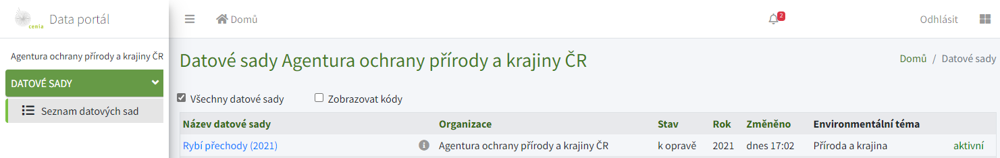 cenia Data portál
Domů
2
Odhlásit
Agentura ochrany přírody a krajiny ČR
DATOVÉ SADY
Seznam datových sad
Datové sady Agentura ochrany přírody a krajiny ČR
Domů / Datové sady
Všechny datové sady Zobrazovat kódy
Název datové sady Organizace Stav Rok Změněno Environmentální téma
Rybí přechody (2021) Agentura ochrany přírody a krajiny ČR k opravě 2021 dnes 17:02 Příroda a krajina aktivní